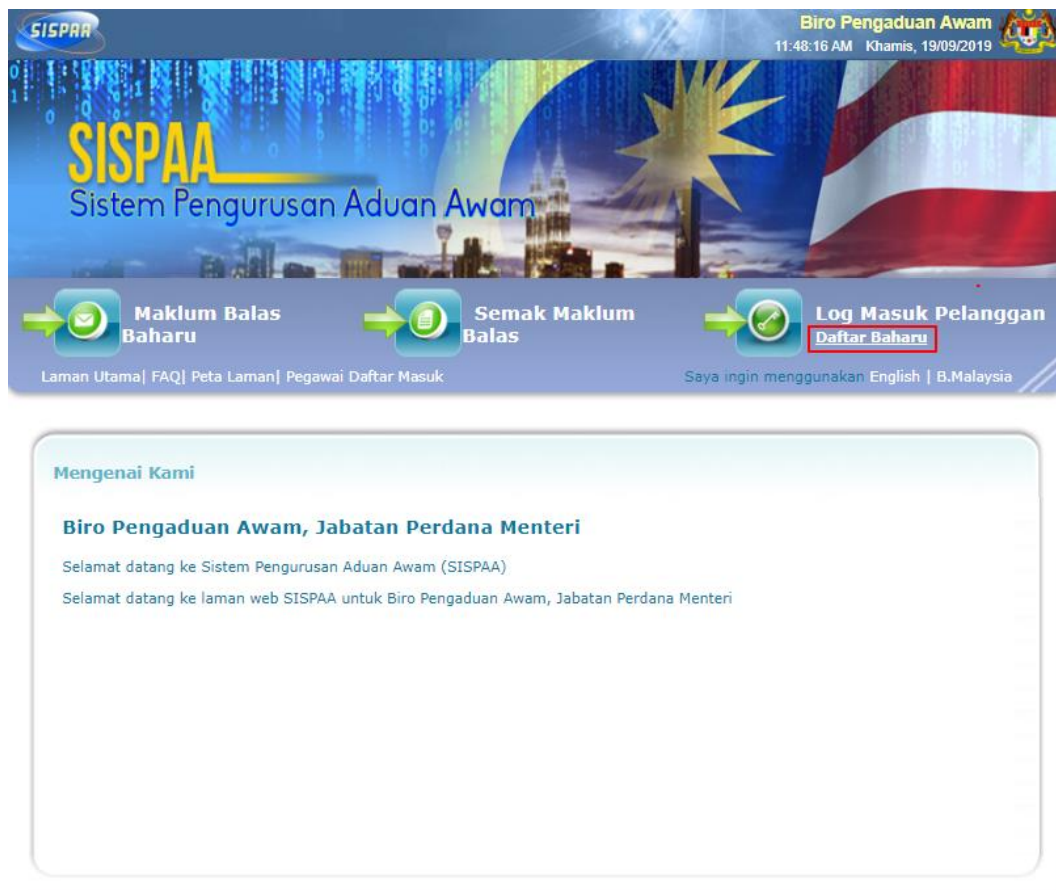 SISPAA
Biro Pengaduan Awam
11:48:16 AM Khamis, 19/09/2019
SISPAA
Sistem Pengurusan Aduan Awam
Maklum Balas
Baharu
Semak Maklum
Balas
Log Masuk Pelanggan
Daftar Baharu
Laman Utama| FAQ| Peta Laman| Pegawai Daftar Masuk
Saya ingin menggunakan English | B.Malaysia
Mengenai Kami
Biro Pengaduan Awam, Jabatan Perdana Menteri
Selamat datang ke Sistem Pengurusan Aduan Awam (SISPAA)
Selamat datang ke laman web SISPAA untuk Biro Pengaduan Awam, Jabatan Perdana Menteri